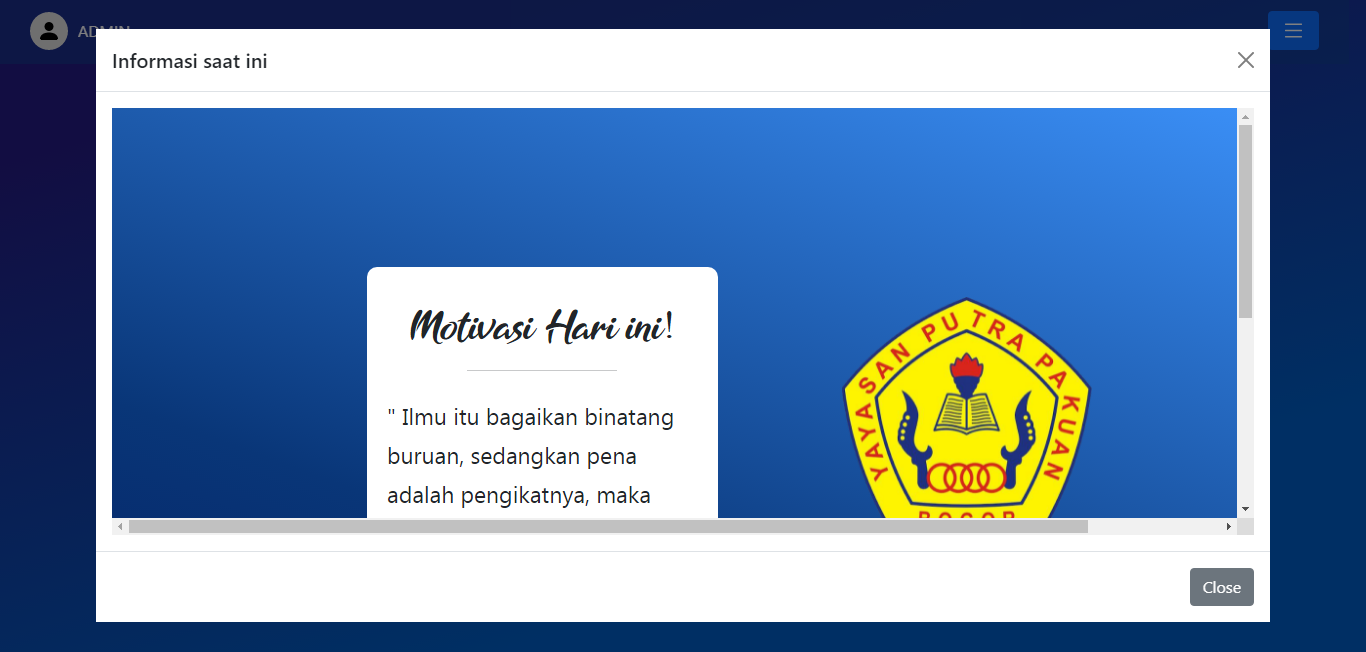 ADMIN
Informasi saat ini
Motivasi Hari ini!
" Ilmu itu bagaikan binatang
buruan, sedangkan pena
adalah pengikatnya, maka
YAYASAN PUTRA PAKUAN
BOGOR
Close